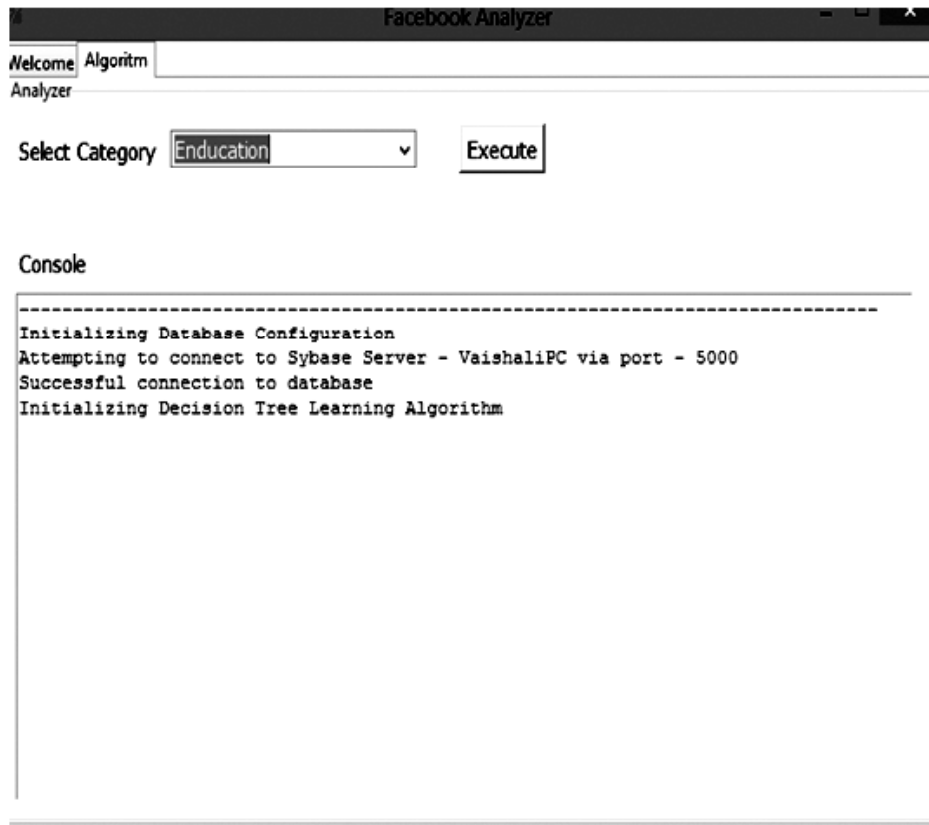 Facebook Analyzer
Welcome Algoritm
Analyzer
Select Category Enducation Execute
Console
--------------------------------------------------------------------------------
Initializing Database Configuration
Attempting to connect to Sybase Server - VaishaliPC via port - 5000
Successful connection to database
Initializing Decision Tree Learning Algorithm